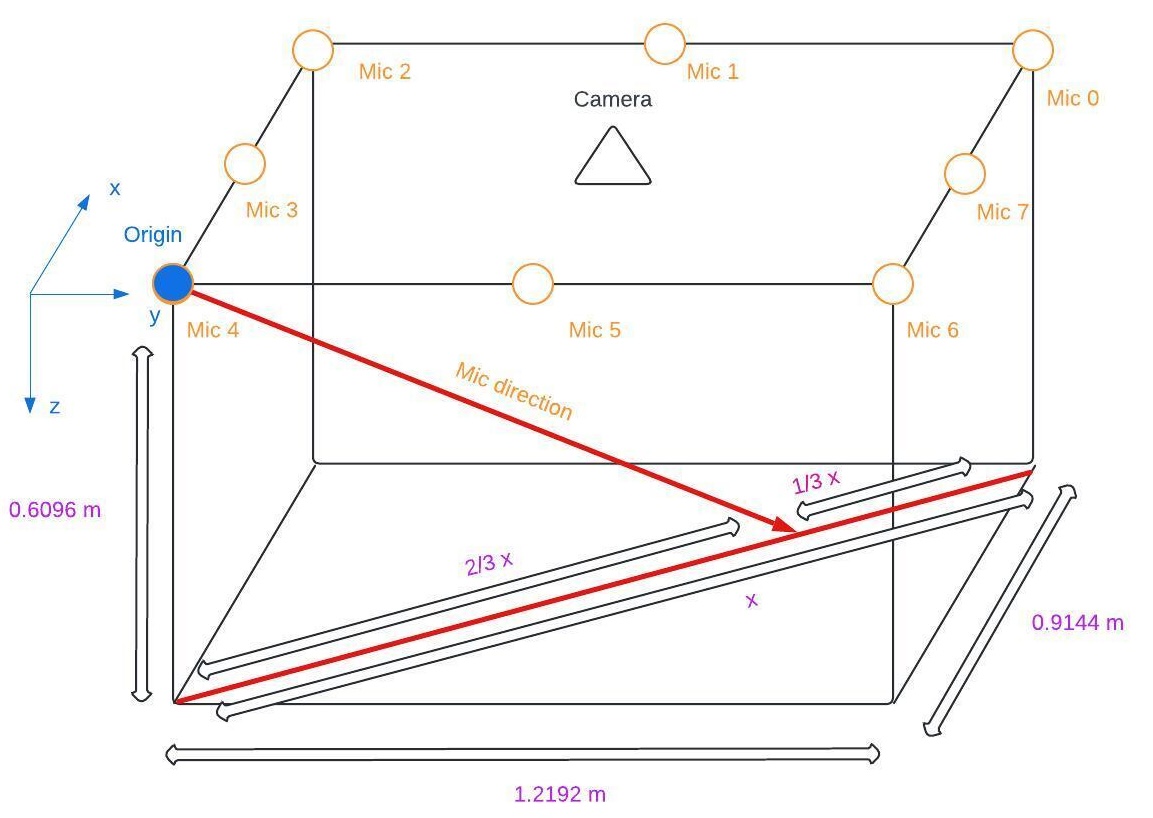 Mic 2
Mic 1
Mic 0
Camera
x
Mic 3
Mic 7
Origin
y
Mic 4
Mic 5
Mic 6
Mic direction
z
1/3 x
0.6096 m
2/3 x
x
0.9144 m
1.2192 m